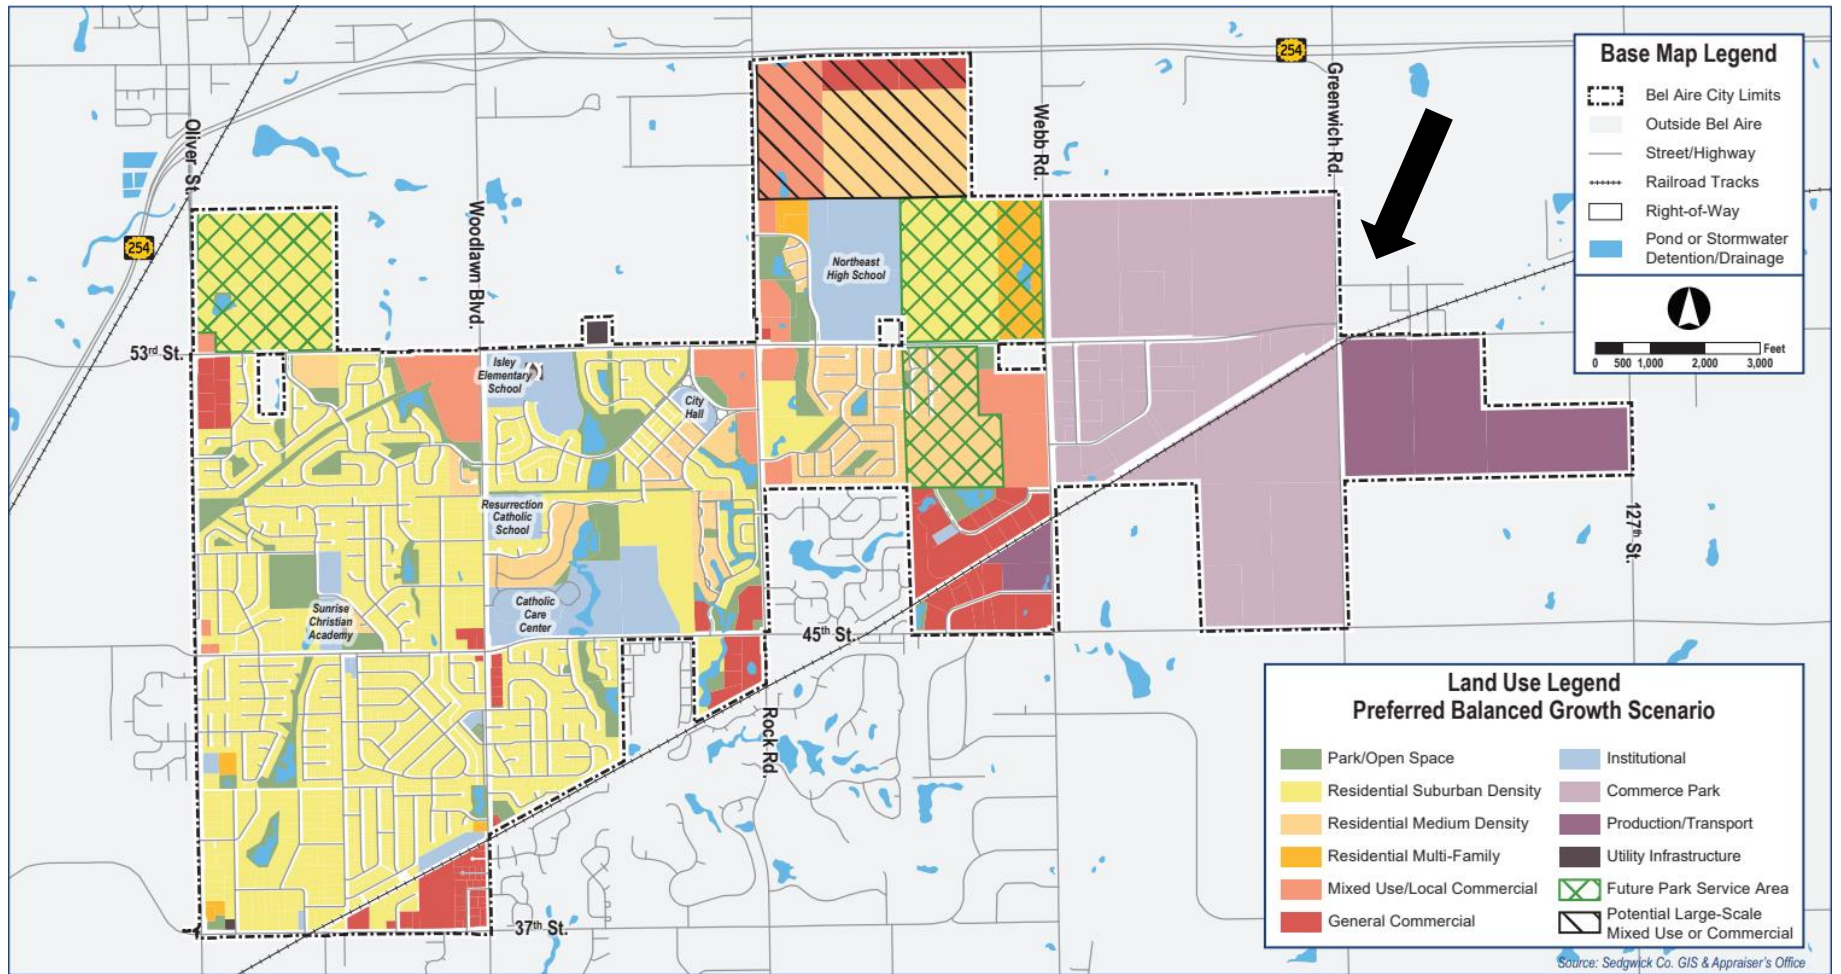 254
254
Oliver St.
Woodlawn Blvd.
Webb Rd.
Greenwich Rd.
53rd St.
Northeast
High School
Isley
Elementary
School
City
Hall
Resurrection
Catholic
School
Catholic
Care
Center
Sunrise
Christian
Academy
45th St.
Rock Rd.
127th St.
37th St.
Base Map Legend
Bel Aire City Limits
Outside Bel Aire
Street/Highway
Railroad Tracks
Right-of-Way
Pond or Stormwater
Detention/Drainage
Feet
0 500 1,000 2,000 3,000
Land Use Legend
Preferred Balanced Growth Scenario
Park/Open Space
Residential Suburban Density
Residential Medium Density
Residential Multi-Family
Mixed Use/Local Commercial
General Commercial
Institutional
Commerce Park
Production/Transport
Utility Infrastructure
Future Park Service Area
Potential Large-Scale
Mixed Use or Commercial
Source: Sedgwick Co. GIS & Appraiser's Office